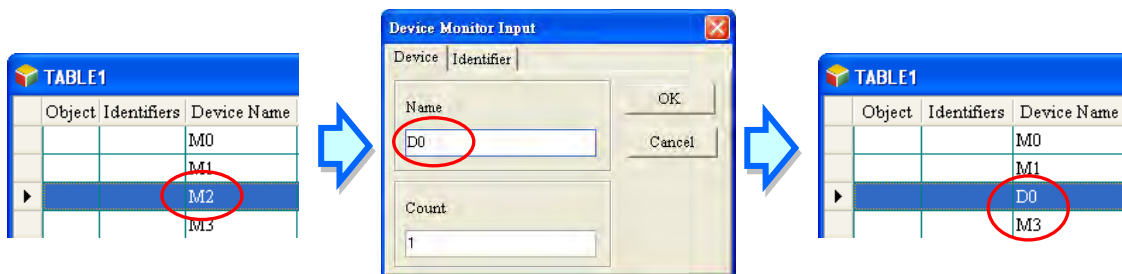 TABLE1
Object Identifiers Device Name
M0
M1
M2
M3
Device Monitor Input
Device Identifier
Name
D0
OK
Cancel
Count
1
TABLE1
Object Identifiers Device Name
M0
M1
D0
M3